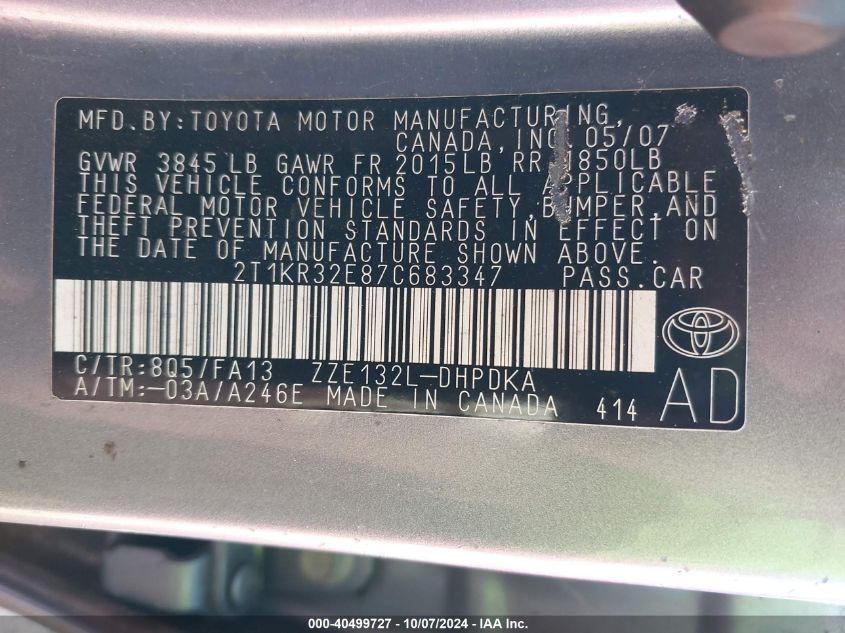 MFD.BY:TOYOTA MOTOR MANUFACTURING,
CANADA,INC. 05/07
GVWR 3845 LB GAWR FR 2015LB RR 1850LB
THIS VEHICLE CONFORMS TO ALL APPLICABLE
FEDERAL MOTOR VEHICLE SAFETY,BUMPER,AND
THEFT PREVENTION STANDARDS IN EFFECT ON
THE DATE OF MANUFACTURE SHOWN ABOVE.
2T1KR32E87C683347 PASS.CAR
C/TR:8Q5/FA13 ZZE132L-DHPDKA
A/TM:-03A/A246E MADE IN CANADA 414 AD
000-40499727 - 10/07/2024 - IAA Inc.